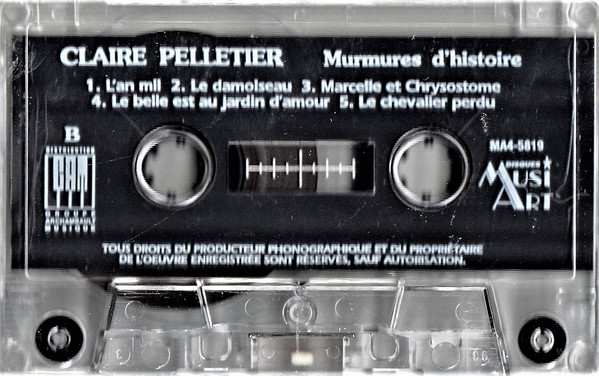 CLAIRE PELLETIER Murmures d'histoire
1. L'an mil 2. Le damoiseau 3. Marcelle et Chrysostome
4. Le belle est au jardin d'amour 5. Le chevalier perdu
B
MA4-5819
DISTRIBUTION
GAM
GROUPE
ARCHAMBAULT
MUSIQUE
DISQUES
MUSI
ART
TOUS DROITS DU PRODUCTEUR PHONOGRAPHIQUE ET DU PROPRIÉTAIRE
DE L'OEUVRE ENREGISTRÉE SONT RÉSERVÉS, SAUF AUTORISATION.